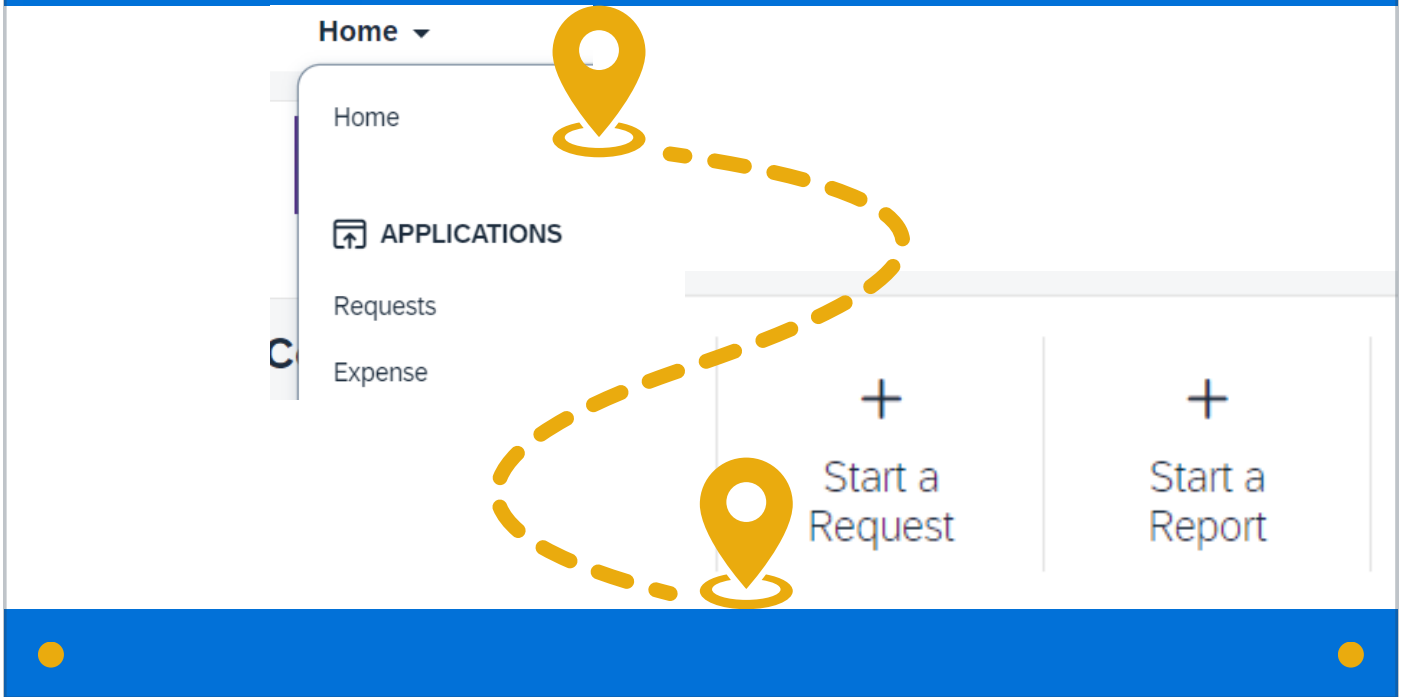 Home
Home
APPLICATIONS
Requests
Expense
Start a
Request
Start a
Report